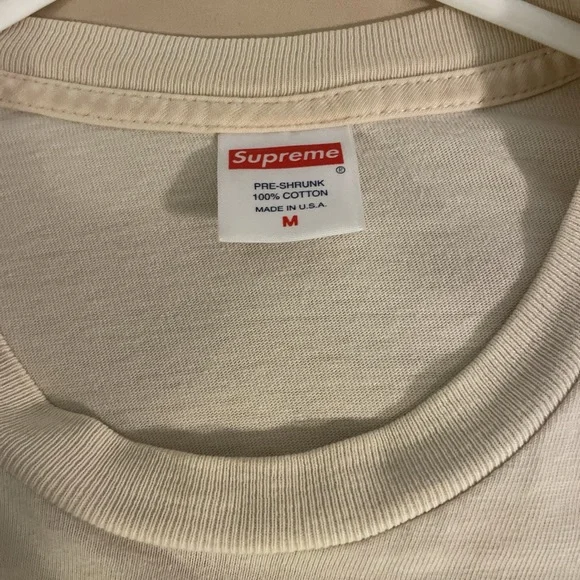 Supreme
®
PRE-SHRUNK
100% COTTON
MADE IN U.S.A.
M